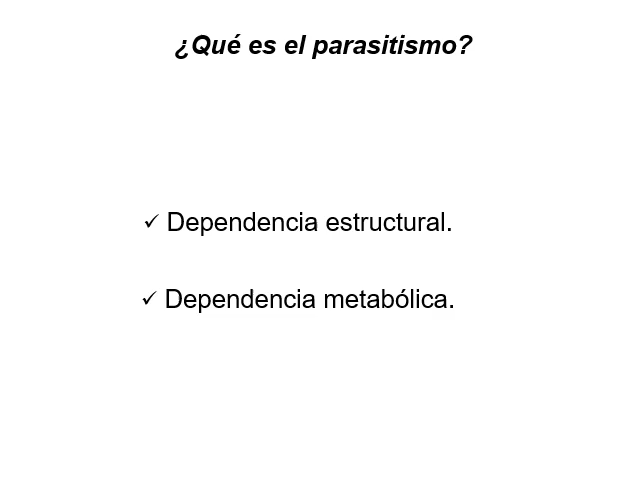 ¿Qué es el parasitismo?
✓ Dependencia estructural.
✓ Dependencia metabólica.